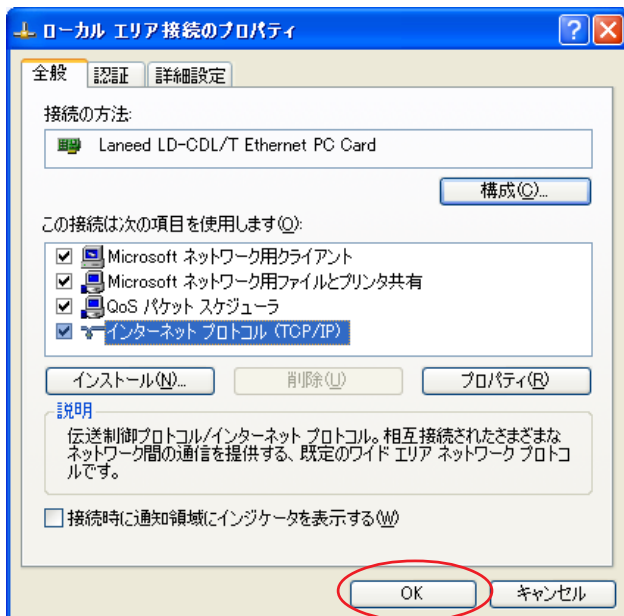 ローカル エリア接続のプロパティ
全般 認証 詳細設定
接続の方法:
Laneed LD-CDL/T Ethernet PC Card
構成(C)...
この接続は次の項目を使用します(O):
Microsoft ネットワーク用クライアント
Microsoft ネットワーク用ファイルとプリンタ共有
QoS パケット スケジューラ
インターネット プロトコル (TCP/IP)
インストール(N)... 削除(U) プロパティ(R)
説明
伝送制御プロトコル/インターネット プロトコル。相互接続されたさまざまな
ネットワーク間の通信を提供する、既定のワイド エリア ネットワーク プロトコ
ルです。
接続時に通知領域にインジケータを表示する(W)
OK キャンセル